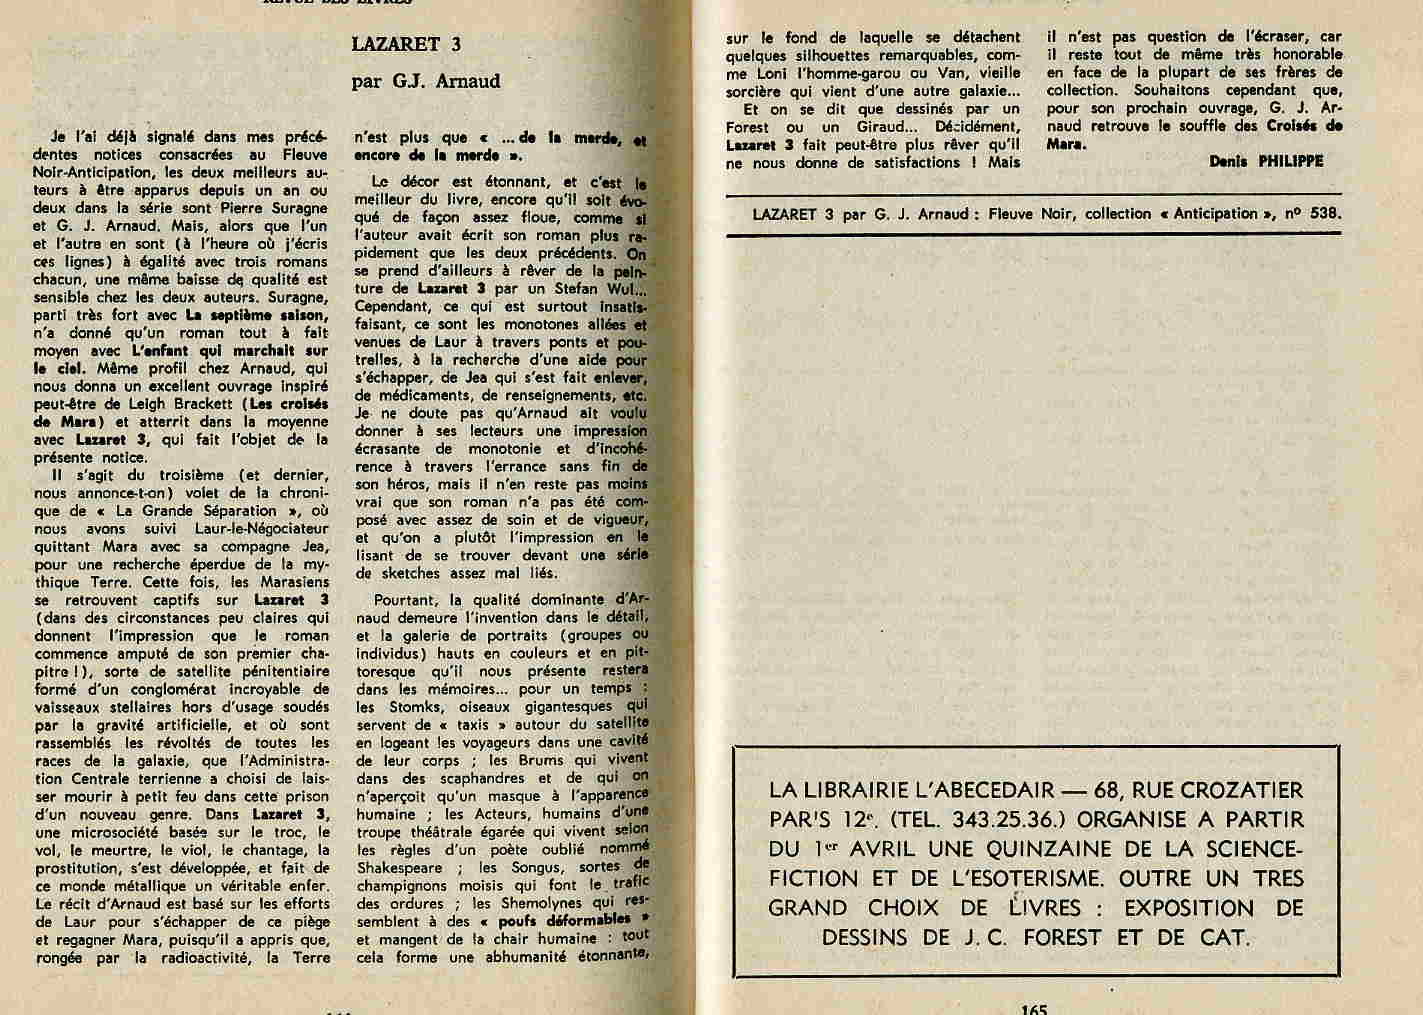 REVUE DES LIVRES
LAZARET 3
par G.J. Arnaud
Je l'ai déjà signalé dans mes précé-
dentes notices consacrées au Fleuve
Noir-Anticipation, les deux meilleurs au-
teurs à être apparus depuis un an ou
deux dans la série sont Pierre Suragne
et G. J. Arnaud. Mais, alors que l'un
et l'autre en sont (à l'heure où j'écris
ces lignes) à égalité avec trois romans
chacun, une même baisse de qualité est
sensible chez les deux auteurs. Suragne,
parti très fort avec La septième saison,
n'a donné qu'un roman tout à fait
moyen avec L'enfant qui marchait sur
le ciel. Même profil chez Arnaud, qui
nous donna un excellent ouvrage inspiré
peut-être de Leigh Brackett (Les croisés
de Mara) et atterrit dans la moyenne
avec Lazaret 3, qui fait l'objet de la
présente notice.
Il s'agit du troisième (et dernier,
nous annonce-t-on) volet de la chroni-
que de « La Grande Séparation », où
nous avons suivi Laur-le-Négociateur
quittant Mara avec sa compagne Jea,
pour une recherche éperdue de la my-
thique Terre. Cette fois, les Marasiens
se retrouvent captifs sur Lazaret 3
(dans des circonstances peu claires qui
donnent l'impression que le roman
commence amputé de son premier cha-
pitre !), sorte de satellite pénitentiaire
formé d'un conglomérat incroyable de
vaisseaux stellaires hors d'usage soudés
par la gravité artificielle, et où sont
rassemblés les révoltés de toutes les
races de la galaxie, que l'Administra-
tion Centrale terrienne a choisi de lais-
ser mourir à petit feu dans cette prison
d'un nouveau genre. Dans Lazaret 3,
une microsociété basée sur le troc, le
vol, le meurtre, le viol, le chantage, la
prostitution, s'est développée, et fait de
ce monde métallique un véritable enfer.
Le récit d'Arnaud est basé sur les efforts
de Laur pour s'échapper de ce piège
et regagner Mara, puisqu'il a appris que,
rongée par la radioactivité, la Terre
n'est plus que « ... de la merde, et
encore de la merde ».
Le décor est étonnant, et c'est le
meilleur du livre, encore qu'il soit évo-
qué de façon assez floue, comme si
l'auteur avait écrit son roman plus ra-
pidement que les deux précédents. On
se prend d'ailleurs à rêver de la pein-
ture de Lazaret 3 par un Stefan Wul...
Cependant, ce qui est surtout insatis-
faisant, ce sont les monotones allées et
venues de Laur à travers ponts et pou-
trelles, à la recherche d'une aide pour
s'échapper, de Jea qui s'est fait enlever,
de médicaments, de renseignements, etc.
Je ne doute pas qu'Arnaud ait voulu
donner à ses lecteurs une impression
écrasante de monotonie et d'incohé-
rence à travers l'errance sans fin de
son héros, mais il n'en reste pas moins
vrai que son roman n'a pas été com-
posé avec assez de soin et de vigueur,
et qu'on a plutôt l'impression en le
lisant de se trouver devant une série
de sketches assez mal liés.
Pourtant, la qualité dominante d'Ar-
naud demeure l'invention dans le détail,
et la galerie de portraits (groupes ou
individus) hauts en couleurs et en pit-
toresque qu'il nous présente restera
dans les mémoires... pour un temps :
les Stomks, oiseaux gigantesques qui
servent de « taxis » autour du satellite
en logeant les voyageurs dans une cavité
de leur corps ; les Brums qui vivent
dans des scaphandres et de qui on
n'aperçoit qu'un masque à l'apparence
humaine ; les Acteurs, humains d'une
troupe théâtrale égarée qui vivent selon
les règles d'un poète oublié nommé
Shakespeare ; les Songus, sortes de
champignons moisis qui font le trafic
des ordures ; les Shemolynes qui res-
semblent à des « poufs déformables »
et mangent de la chair humaine : tout
cela forme une abhumanité étonnante,
sur le fond de laquelle se détachent
quelques silhouettes remarquables, com-
me Loni l'homme-garou ou Van, vieille
sorcière qui vient d'une autre galaxie...
Et on se dit que dessinés par un
Forest ou un Giraud... Décidément,
Lazaret 3 fait peut-être plus rêver qu'il
ne nous donne de satisfactions ! Mais
il n'est pas question de l'écraser, car
il reste tout de même très honorable
en face de la plupart de ses frères de
collection. Souhaitons cependant que,
pour son prochain ouvrage, G. J. Ar-
naud retrouve le souffle des Croisés de
Mara.
Denis PHILIPPE
LAZARET 3 par G. J. Arnaud : Fleuve Noir, collection « Anticipation », n° 538.
LA LIBRAIRIE L'ABECEDAIR — 68, RUE CROZATIER
PAR'S 12e. (TEL. 343.25.36.) ORGANISE A PARTIR
DU 1er AVRIL UNE QUINZAINE DE LA SCIENCE-
FICTION ET DE L'ESOTERISME. OUTRE UN TRES
GRAND CHOIX DE LIVRES : EXPOSITION DE
DESSINS DE J. C. FOREST ET DE CAT.
165